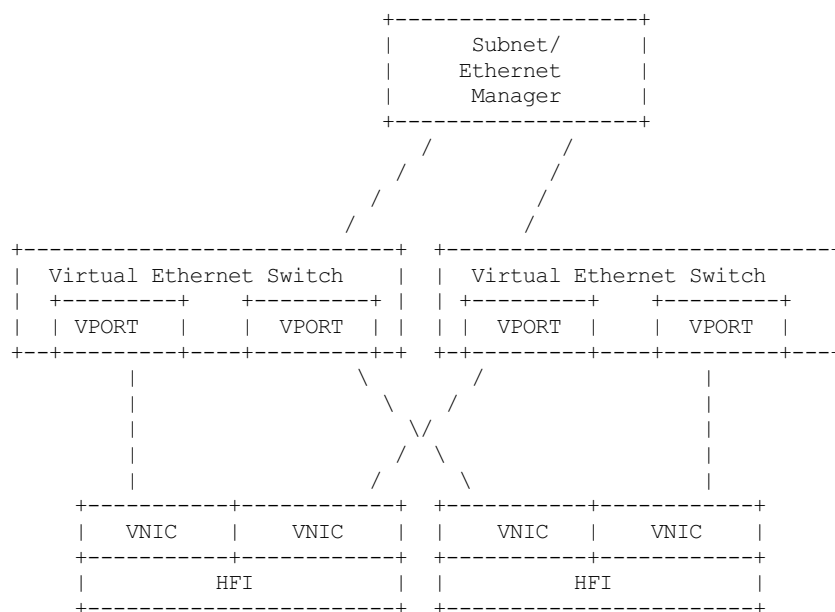 Subnet/
Ethernet
Manager
Virtual Ethernet Switch
Virtual Ethernet Switch
VPORT
VPORT
VPORT
VPORT
VNIC
VNIC
VNIC
VNIC
HFI
HFI